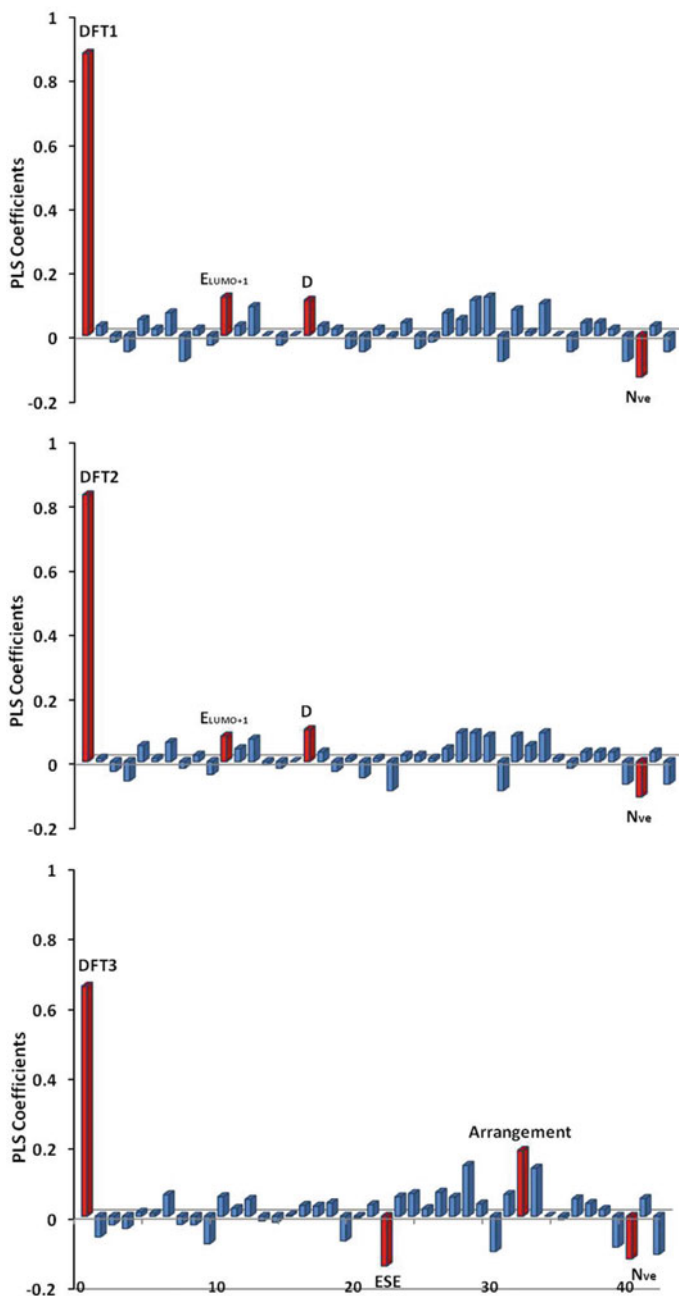 1
DFT1
0.8
0.6
PLS Coefficients
0.4
0.2
ELUMO+1
D
0
-0.2
Nve
1
DFT2
0.8
0.6
PLS Coefficients
0.4
0.2
ELUMO+1
D
0
-0.2
Nve
1
0.8
DFT3
0.6
PLS Coefficients
0.4
0.2
Arrangement
0
-0.2
0 10 20 30 40
ESE
Nve